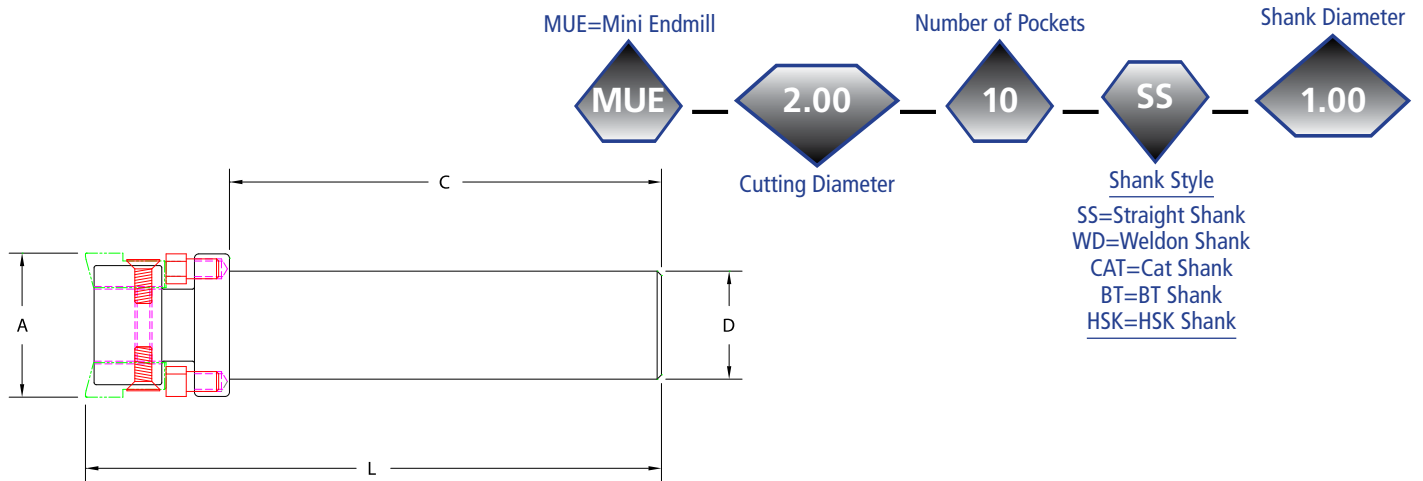 MUE=Mini Endmill
Number of Pockets
Shank Diameter
MUE — 2.00 — 10 — SS — 1.00
Cutting Diameter
Shank Style
SS=Straight Shank
WD=Weldon Shank
CAT=Cat Shank
BT=BT Shank
HSK=HSK Shank
C
A
D
L